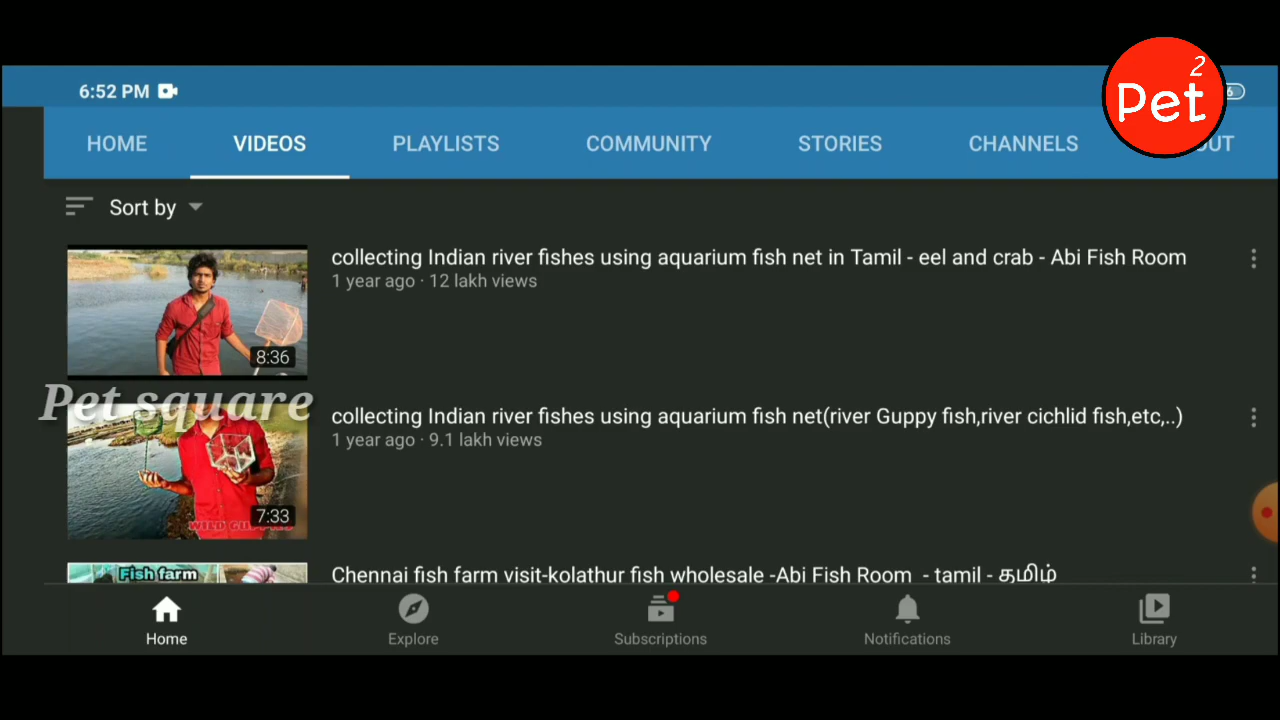 2
Pet
6:52 PM
HOME VIDEOS PLAYLISTS COMMUNITY STORIES CHANNELS OUT
Sort by
collecting Indian river fishes using aquarium fish net in Tamil - eel and crab - Abi Fish Room
1 year ago · 12 lakh views
8:36
Pet square
collecting Indian river fishes using aquarium fish net(river Guppy fish,river cichlid fish,etc,..)
1 year ago · 9.1 lakh views
7:33
WILD GUPPYS
Fish farm
Chennai fish farm visit-kolathur fish wholesale -Abi Fish Room - tamil - தமிழ்
Home Explore Subscriptions Notifications Library